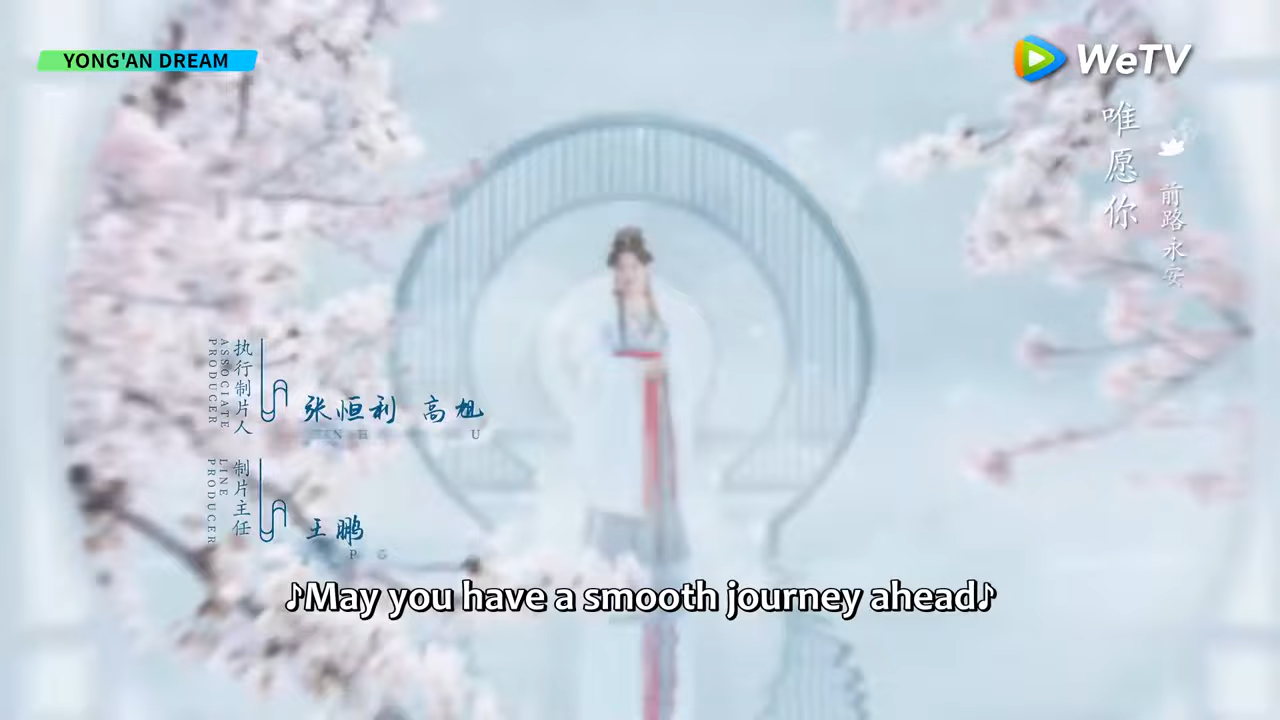 YONG'AN DREAM
WeTV
唯愿你
前路永安
执行制片人
ASSOCIATE
PRODUCER
张恒利 高旭
制片主任
LINE
PRODUCER
王鹏
♪May you have a smooth journey ahead♪